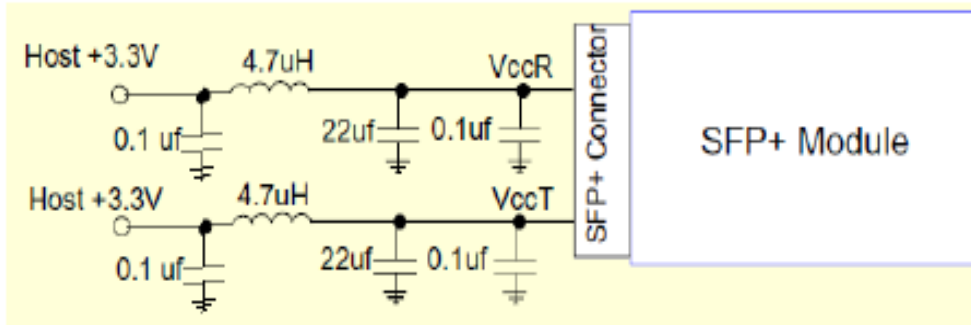 Host +3.3V
4.7uH
VccR
0.1 uf
22uf
0.1uf
Host +3.3V
4.7uH
VccT
0.1 uf
22uf
0.1uf
SFP+ Connector
SFP+ Module